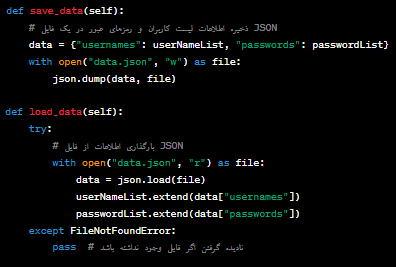 def save_data(self):
# ذخیره اطلاعات لیست کاربران و رمزهای عبور در یک فایل JSON
data = {"usernames": userNameList, "passwords": passwordList}
with open("data.json", "w") as file:
json.dump(data, file)
def load_data(self):
try:
# بارگذاری اطلاعات از فایل JSON
with open("data.json", "r") as file:
data = json.load(file)
userNameList.extend(data["usernames"])
passwordList.extend(data["passwords"])
except FileNotFoundError:
pass # نادیده گرفتن اگر فایل وجود نداشته باشد